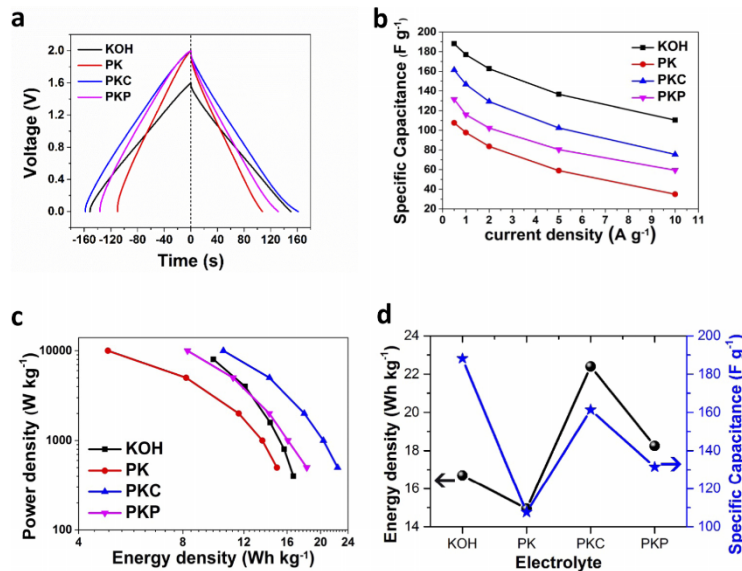 a
KOH
PK
PKC
PKP
2.0
1.6
1.2
0.8
0.4
0.0
Voltage (V)
-160 -120 -80 -40 0 40 80 120 160
Time (s)
b
200
180
160
140
120
100
80
60
40
20
Specific Capacitance (F g⁻¹)
KOH
PK
PKC
PKP
0 1 2 3 4 5 6 7 8 9 10 11
current density (A g⁻¹)
c
10000
1000
100
Power density (W kg⁻¹)
KOH
PK
PKC
PKP
4 8 12 16 20 24
Energy density (Wh kg⁻¹)
d
24
22
20
18
16
14
Energy density (Wh kg⁻¹)
200
190
180
170
160
150
140
130
120
110
100
Specific Capacitance (F g⁻¹)
KOH PK PKC PKP
Electrolyte